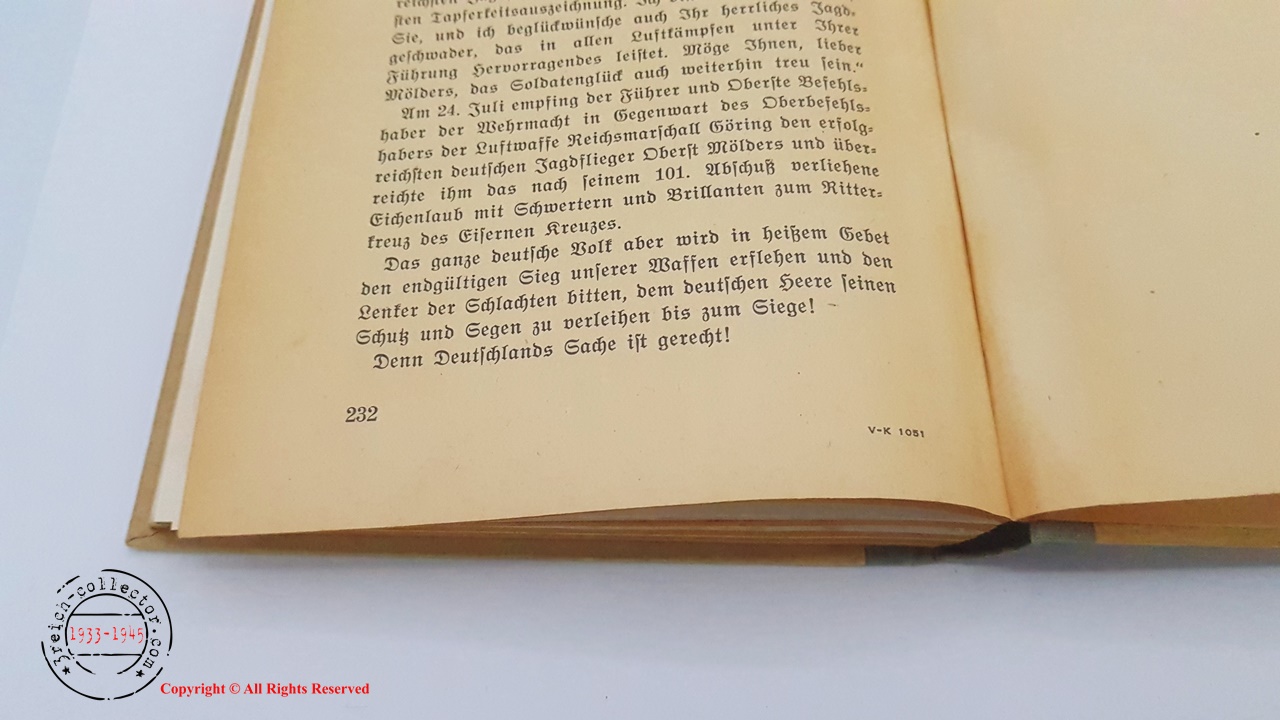 sten Tapferkeitsauszeichnung. Ich
Sie, und ich beglückwünsche auch Ihr herrliches Jagd-
geschwader, das in allen Luftkämpfen unter Ihrer
Führung Hervorragendes leistet. Möge Ihnen, lieber
Mölders, das Soldatenglück auch weiterhin treu sein.“
Am 24. Juli empfing der Führer und Oberste Befehls-
haber der Wehrmacht in Gegenwart des Oberbefehls-
habers der Luftwaffe Reichsmarschall Göring den erfolg-
reichsten deutschen Jagdflieger Oberst Mölders und über-
reichte ihm das nach seinem 101. Abschuß verliehene
Eichenlaub mit Schwertern und Brillanten zum Ritter-
kreuz des Eisernen Kreuzes.
Das ganze deutsche Volk aber wird in heißem Gebet
den endgültigen Sieg unserer Waffen erflehen und den
Lenker der Schlachten bitten, dem deutschen Heere seinen
Schutz und Segen zu verleihen bis zum Siege!
Denn Deutschlands Sache ist gerecht!
232
V-K 1051
3reich-collector.com
1933-1945
Copyright © All Rights Reserved